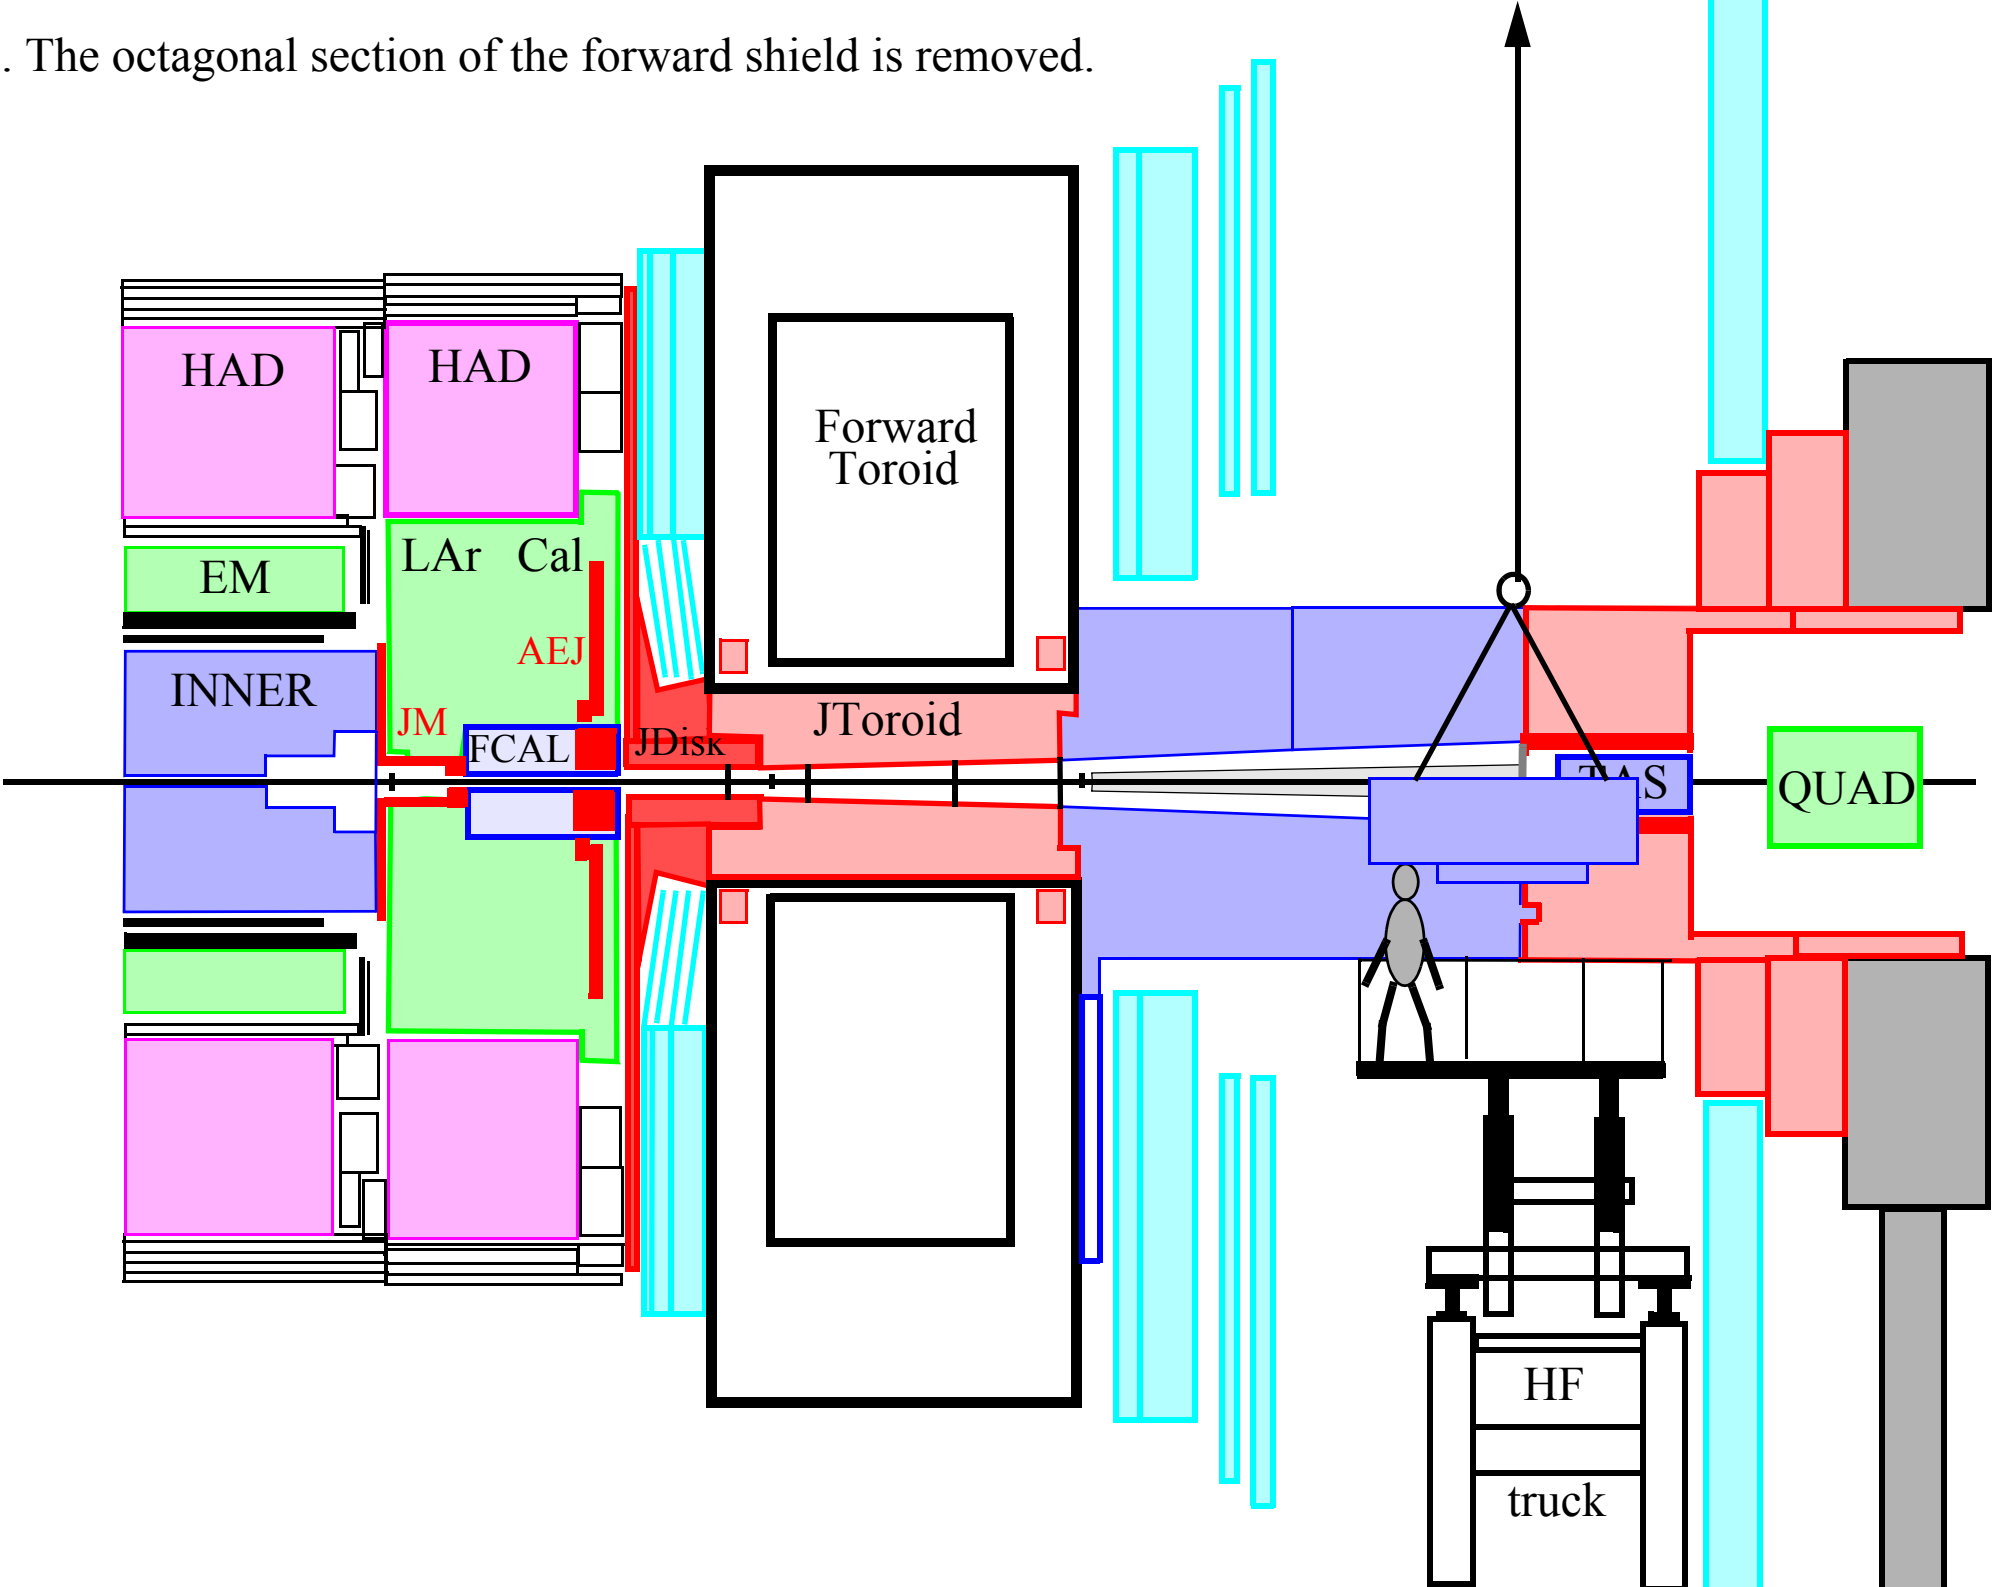 . The octagonal section of the forward shield is removed.
HAD
HAD
Forward
Toroid
LAr Cal
EM
AEJ
INNER
JM
JToroid
FCAL
JDisk
TAS
QUAD
HF
truck